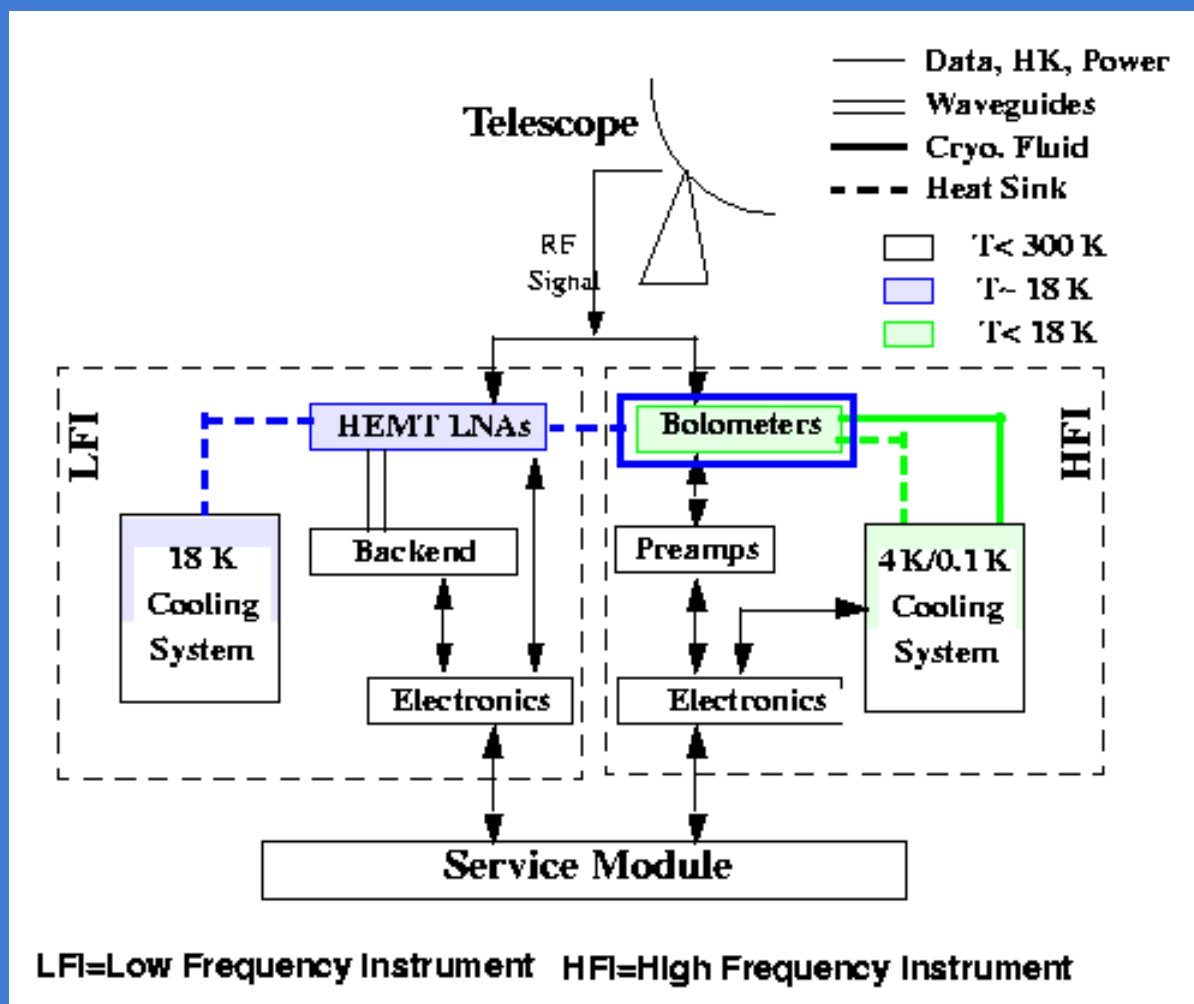 Data, HK, Power
Waveguides
Cryo. Fluid
Heat Sink
Telescope
T< 300 K
T~ 18 K
T< 18 K
RF
Signal
LFI
HEMT LNAs
Bolometers
HFI
18 K
Cooling
System
Backend
Preamps
4 K/0.1 K
Cooling
System
Electronics
Electronics
Service Module
LFI=Low Frequency Instrument HFI=High Frequency Instrument